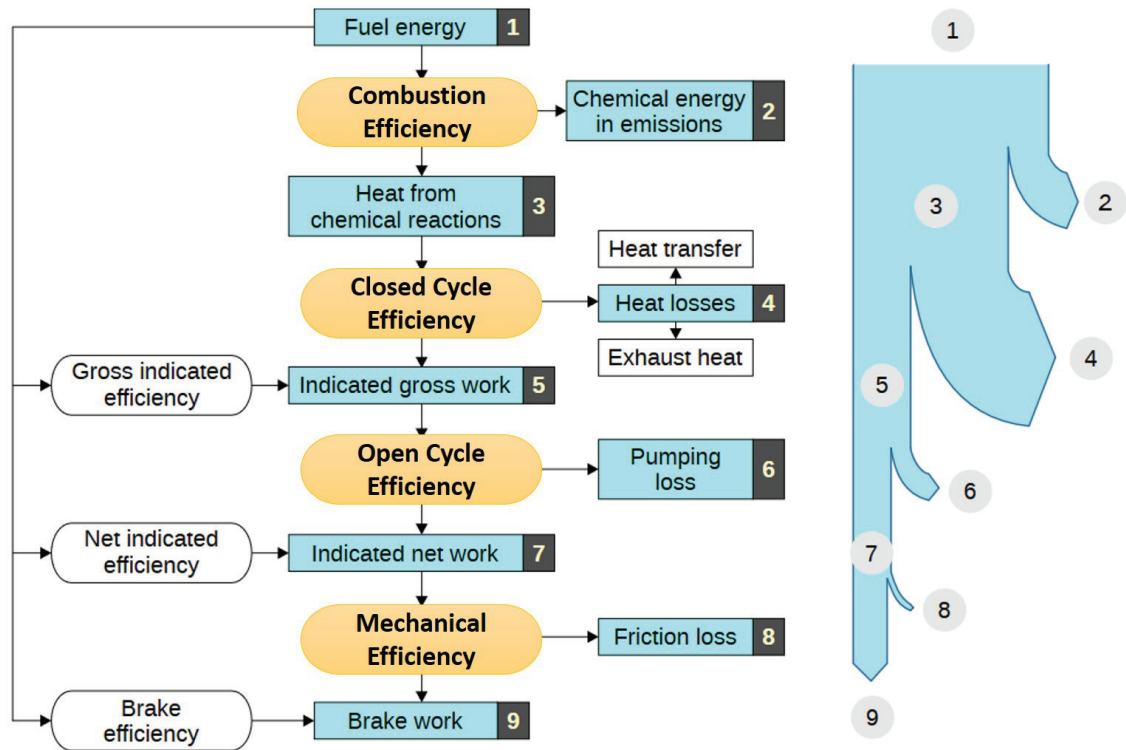 Fuel energy 1
Combustion
Efficiency
Chemical energy
in emissions 2
Heat from
chemical reactions 3
Heat transfer
Closed Cycle
Efficiency
Heat losses 4
Exhaust heat
Gross indicated
efficiency
Indicated gross work 5
Open Cycle
Efficiency
Pumping
loss 6
Net indicated
efficiency
Indicated net work 7
Mechanical
Efficiency
Friction loss 8
Brake
efficiency
Brake work 9
1
2
3
4
5
6
7
8
9